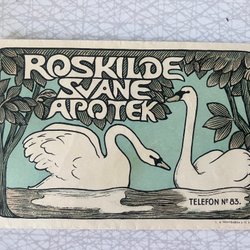 ROSKILDE
SVANE
APOTEK
TELEFON Nº 83.